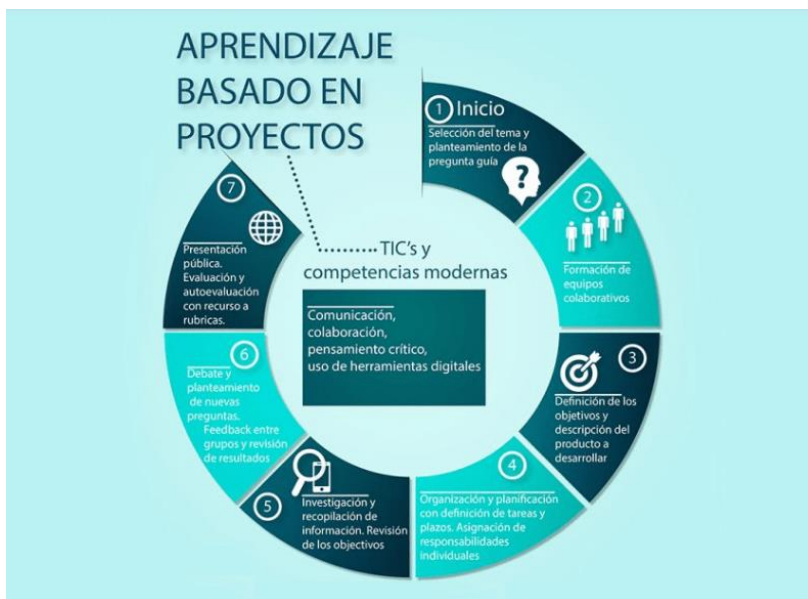 APRENDIZAJE
BASADO EN
PROYECTOS
1 Inicio
Selección del tema y
planteamiento de la
pregunta guía
?
2
Formación de
equipos
colaborativos
3
Definición de los
objetivos y
descripción del
producto a
desarrollar
4
Organización y planificación
con definición de tareas y
plazos. Asignación de
responsabilidades
individuales
5
Investigación y
recopilación de
información. Revisión
de los objetivos
6
Debate y
planteamiento
de nuevas
preguntas.
Feedback entre
grupos y revisión
de resultados
7
Presentación
pública.
Evaluación y
autoevaluación
con recurso a
rubricas.
TIC's y
competencias modernas
Comunicación,
colaboración,
pensamiento crítico,
uso de herramientas digitales